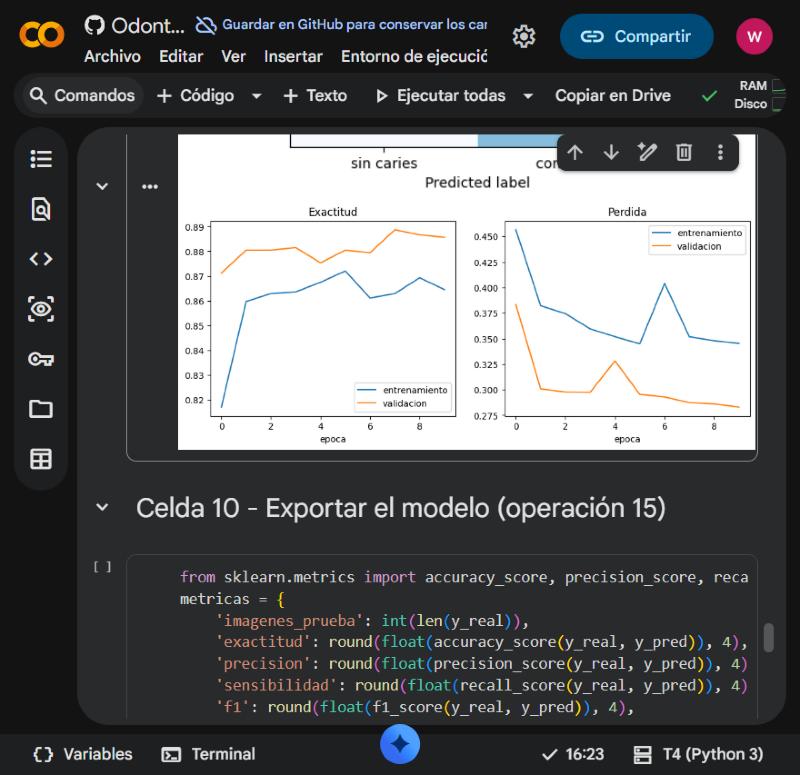 Odont... Guardar en GitHub para conservar los car
Compartir
W
Archivo Editar Ver Insertar Entorno de ejecució
Comandos + Código + Texto Ejecutar todas Copiar en Drive
RAM
Disco
sin caries
Predicted label
Exactitud
0.89
0.88
0.87
0.86
0.85
0.84
0.83
0.82
entrenamiento
validacion
0 2 4 6 8
epoca
Perdida
0.450
0.425
0.400
0.375
0.350
0.325
0.300
0.275
entrenamiento
validacion
0 2 4 6 8
epoca
Celda 10 - Exportar el modelo (operación 15)
[ ]
from sklearn.metrics import accuracy_score, precision_score, reca
metricas = {
'imagenes_prueba': int(len(y_real)),
'exactitud': round(float(accuracy_score(y_real, y_pred)), 4),
'precision': round(float(precision_score(y_real, y_pred)), 4)
'sensibilidad': round(float(recall_score(y_real, y_pred)), 4)
'f1': round(float(f1_score(y_real, y_pred)), 4),
Variables Terminal 16:23 T4 (Python 3)